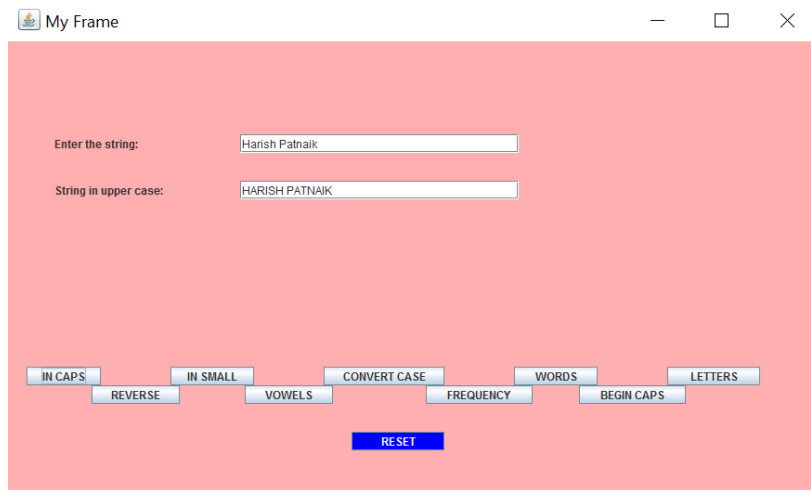 My Frame
Enter the string: Harish Patnaik
String in upper case: HARISH PATNAIK
IN CAPS IN SMALL CONVERT CASE WORDS LETTERS
REVERSE VOWELS FREQUENCY BEGIN CAPS
RESET